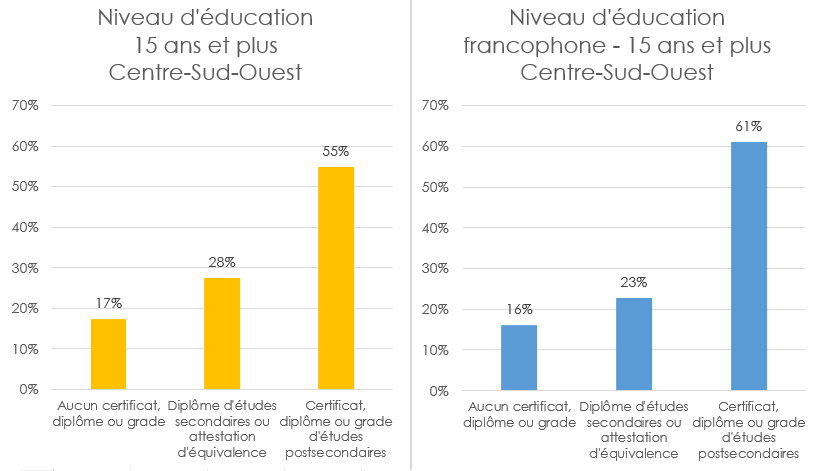 Niveau d'éducation
15 ans et plus
Centre-Sud-Ouest
70%
60%
50%
40%
30%
20%
10%
0%
17%
28%
55%
Aucun certificat,
diplôme ou grade
Diplôme d'études
secondaires ou
attestation
d'équivalence
Certificat,
diplôme ou grade
d'études
postsecondaires
Niveau d'éducation
francophone - 15 ans et plus
Centre-Sud-Ouest
70%
60%
50%
40%
30%
20%
10%
0%
16%
23%
61%
Aucun certificat,
diplôme ou grade
Diplôme d'études
secondaires ou
attestation
d'équivalence
Certificat,
diplôme ou grade
d'études
postsecondaires